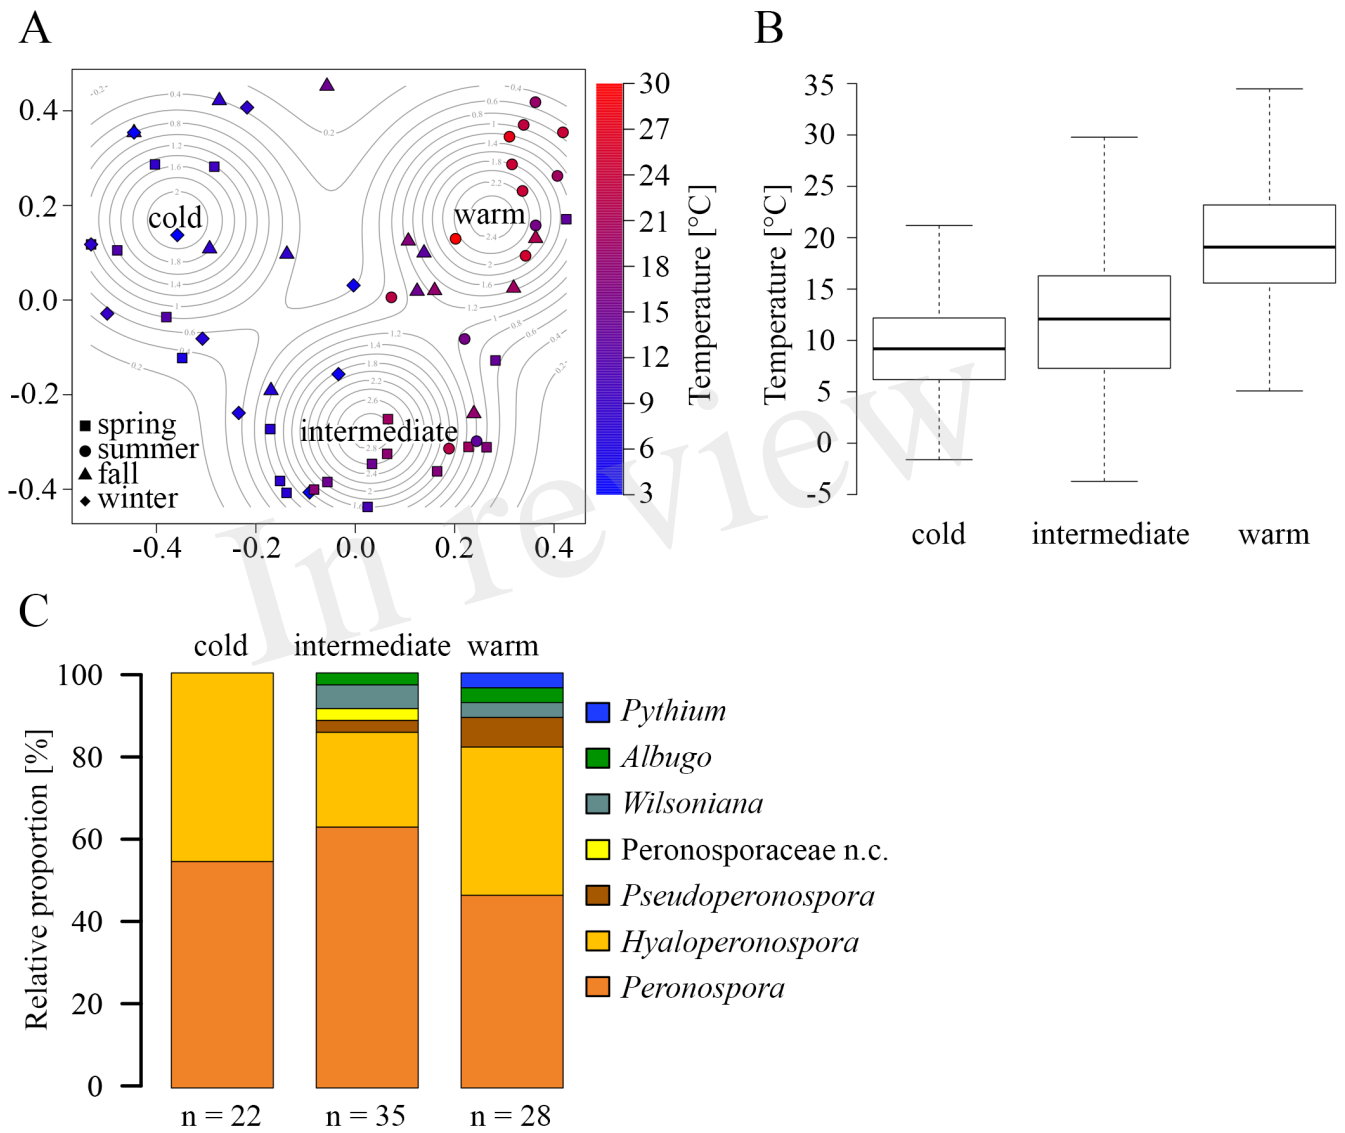 A
B
0.4
0.2
0.0
-0.2
-0.4
-0.4
-0.2
0.0
0.2
0.4
cold
warm
intermediate
spring
summer
fall
winter
30
27
24
21
18
15
12
9
6
3
Temperature [°C]
Temperature [°C]
35
30
25
20
15
10
5
0
-5
cold
intermediate
warm
In review
C
cold
intermediate
warm
100
80
60
40
20
0
Relative proportion [%]
n = 22
n = 35
n = 28
Pythium
Albugo
Wilsoniana
Peronosporaceae n.c.
Pseudoperonospora
Hyaloperonospora
Peronospora